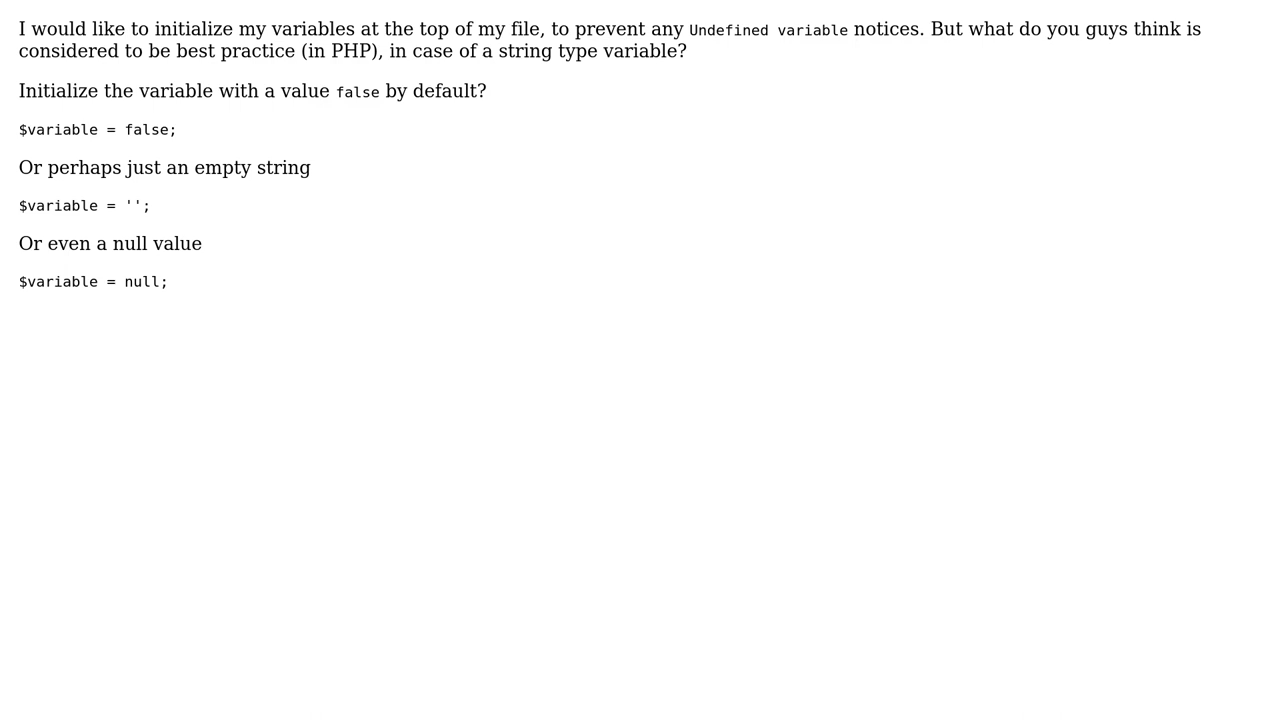 I would like to initialize my variables at the top of my file, to prevent any Undefined variable notices. But what do you guys think is
considered to be best practice (in PHP), in case of a string type variable?
Initialize the variable with a value false by default?
$variable = false;
Or perhaps just an empty string
$variable = '';
Or even a null value
$variable = null;